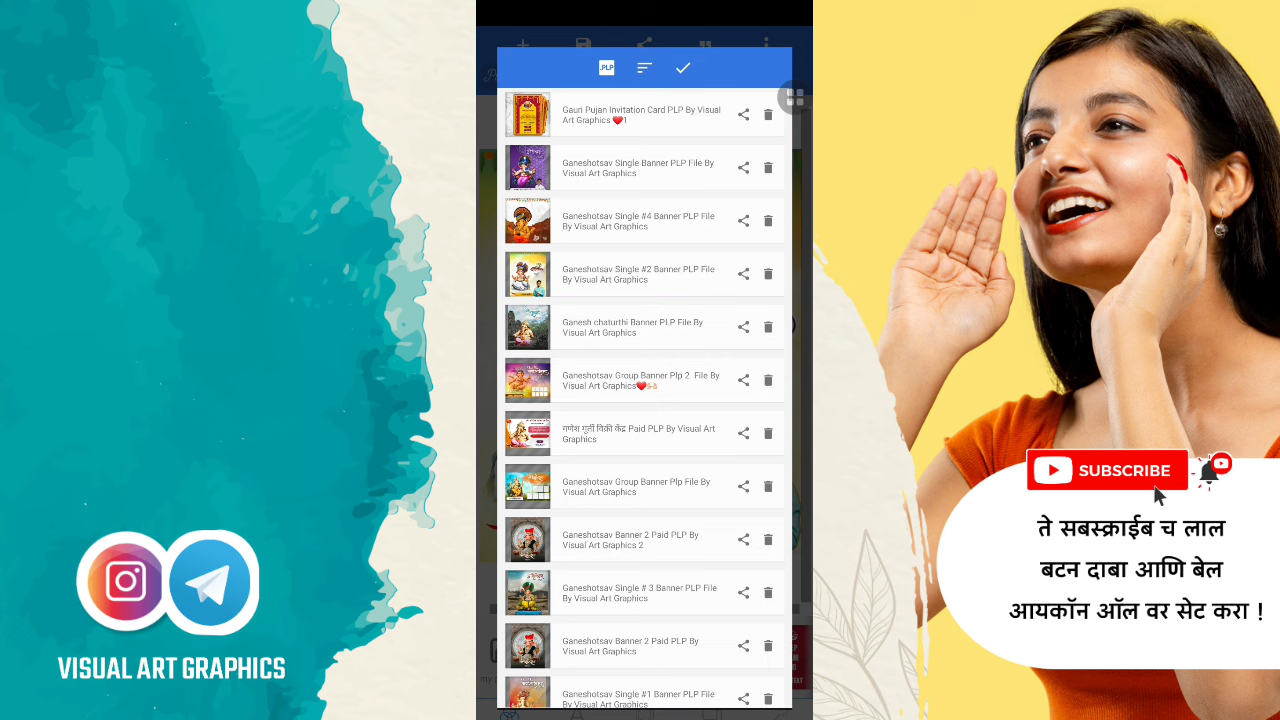 .PLP
Gauri Pujan Invitation Card PLP By Visual
Art Graphics ❤️!
Ganeshotsav Single Banner PLP File By
Visual Art Graphics
Ganeshotsav Single #4 Banner PLP File
By Visual Art Graphics
Ganeshotsav Single #2 Banner PLP File
By Visual Art Graphics
Ganesh chaturthi Banner PLP File By
Visual Art Graphics
Ganeshotsav Group Banner Plp 2 File By
Visual Art Graphics❤️🙌🏻
गणेश मुर्ती विक्री केंद्र Paid PLP By Visual Art
Graphics
Ganeshotsav Group Banner Plp File By
Visual Art Graphics
Ganeshotsav Banner 2 Paid PLP By
Visual Art Graphics 2
Ganeshotsav Single # 3 Banner PLP File
By Visual Art Graphics
Ganeshotsav Banner 2 Paid PLP By
Visual Art Graphics
Ganeshotsav Single #1 Banner PLP File
By Visual Art Graphics
VISUAL ART GRAPHICS
SUBSCRIBE
ते सबस्क्राईब च लाल
बटन दाबा आणि बेल
आयकॉन ऑल वर सेट करा !